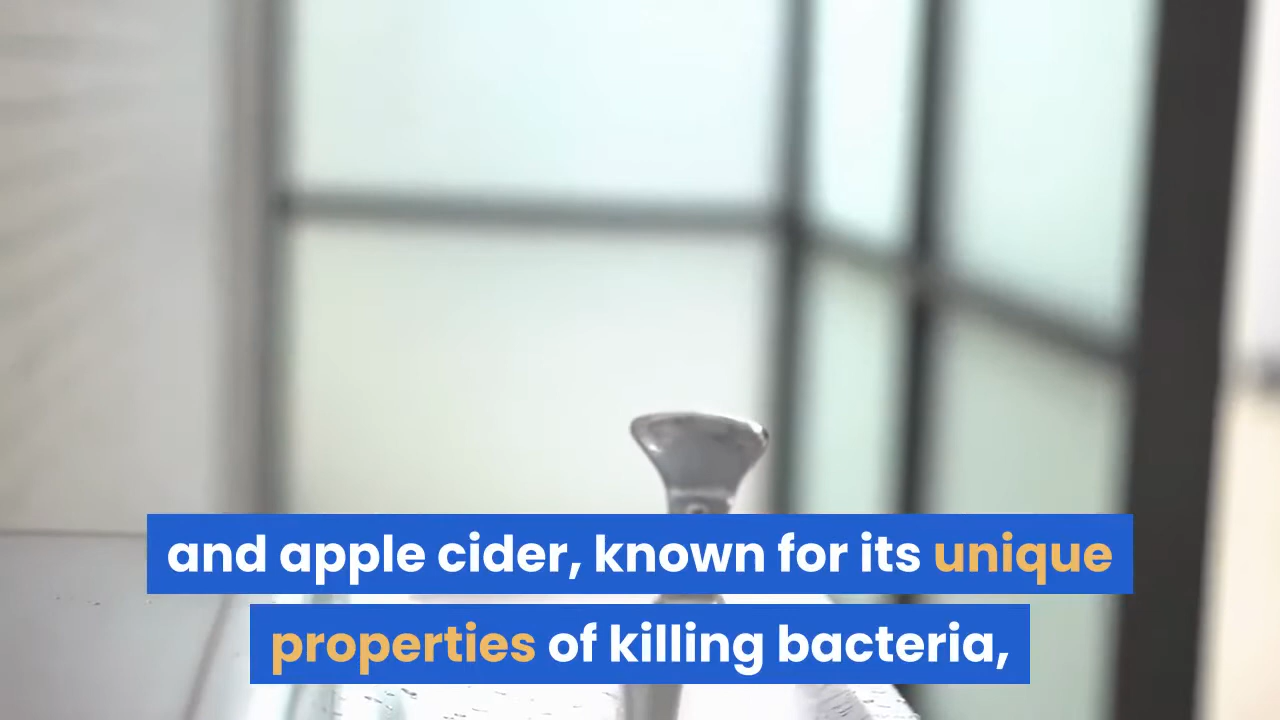 and apple cider, known for its unique
properties of killing bacteria,